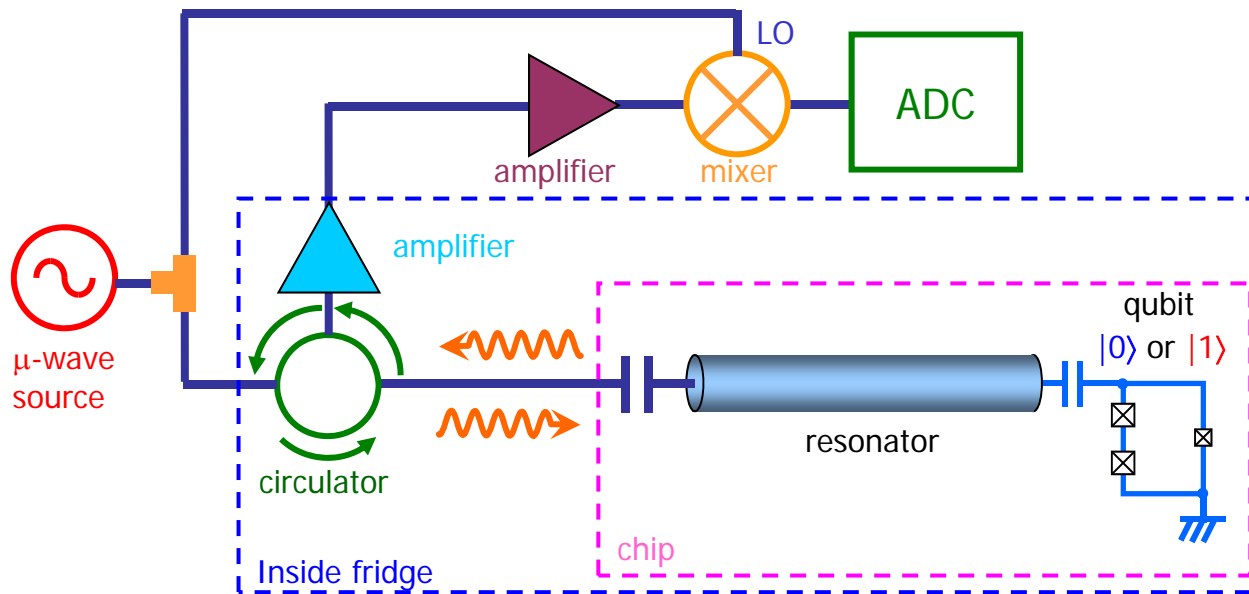 LO
ADC
amplifier
mixer
amplifier
μ-wave
source
qubit
|0⟩ or |1⟩
resonator
circulator
chip
Inside fridge